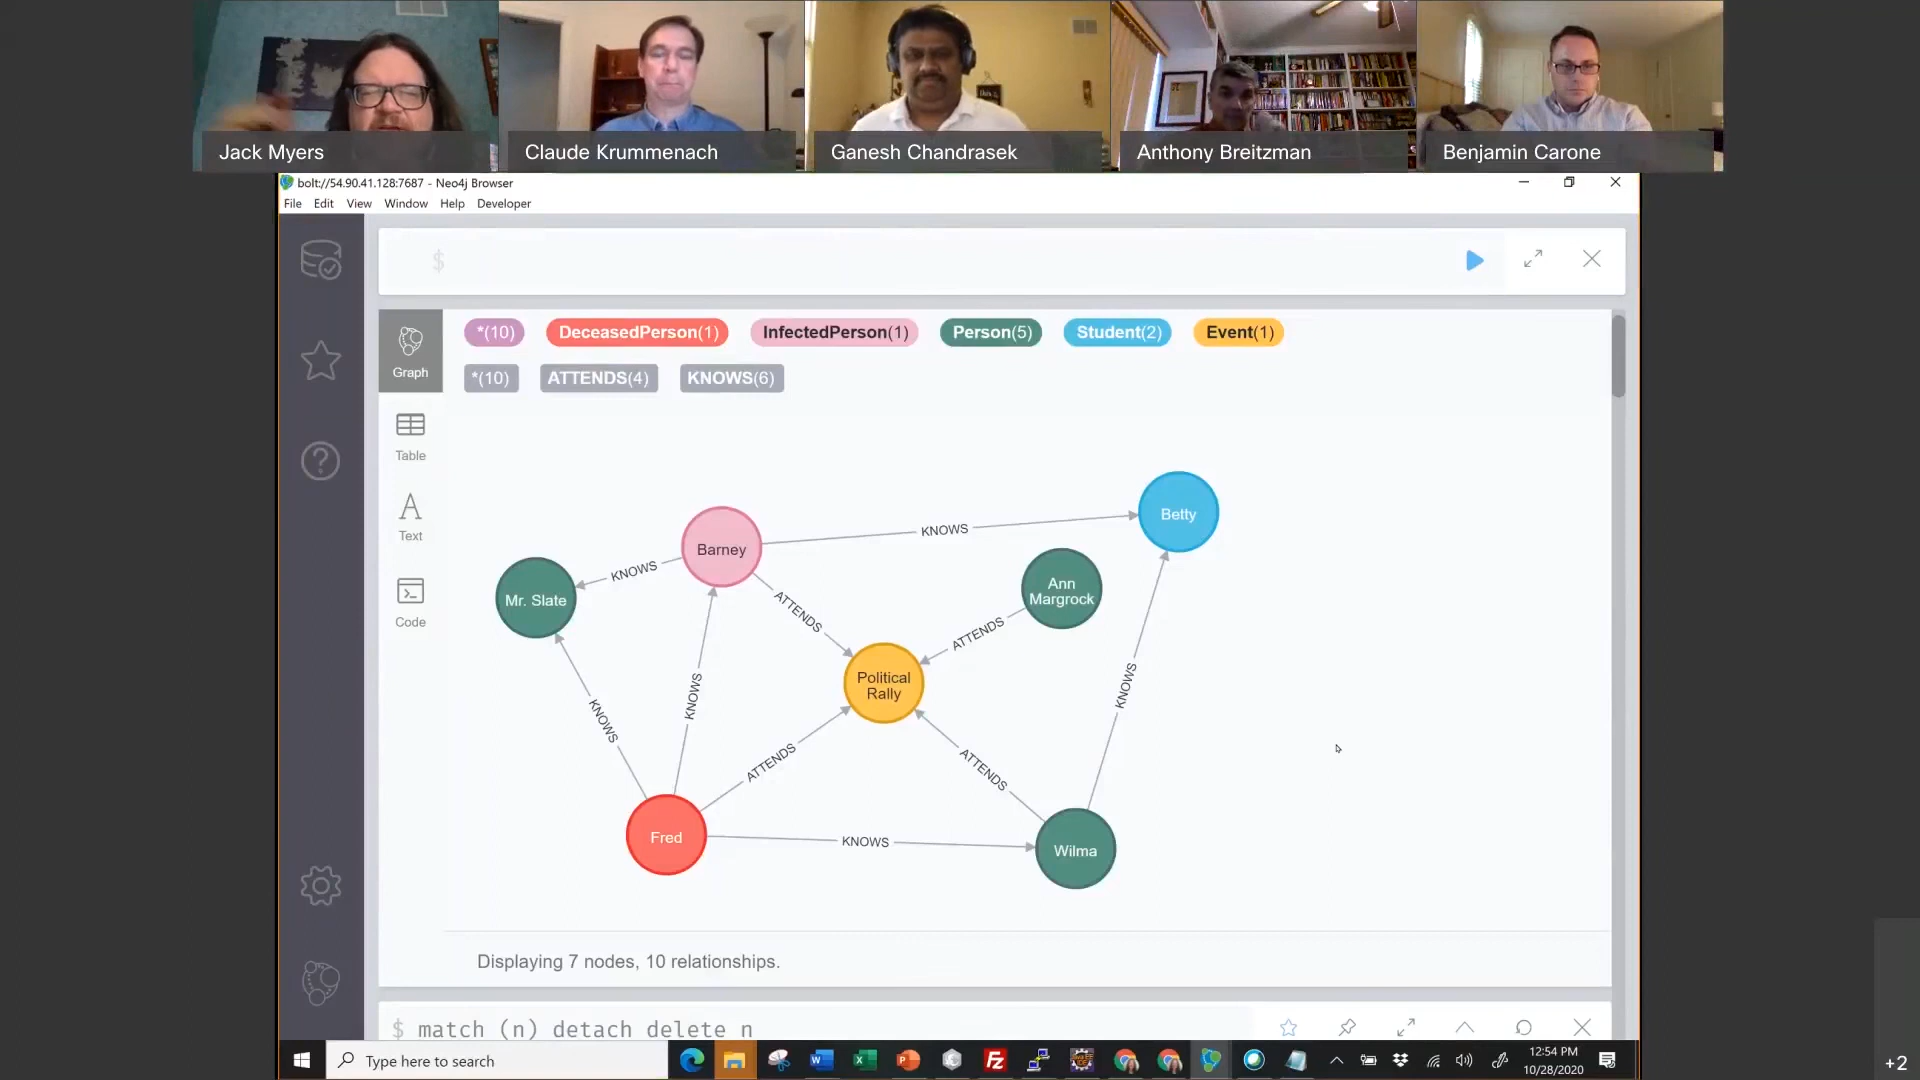 Jack Myers
Claude Krummenach
Ganesh Chandrasek
Anthony Breitzman
Benjamin Carone
bolt://54.90.41.128:7687 - Neo4j Browser
File Edit View Window Help Developer
$
*(10) DeceasedPerson(1) InfectedPerson(1) Person(5) Student(2) Event(1)
*(10) ATTENDS(4) KNOWS(6)
Graph
Table
Text
Code
Betty
KNOWS
Barney
KNOWS
Mr. Slate
Ann
Margrock
ATTENDS
ATTENDS
Political
Rally
KNOWS
KNOWS
KNOWS
ATTENDS
ATTENDS
Fred
KNOWS
Wilma
Displaying 7 nodes, 10 relationships.
$ match (n) detach delete n
Type here to search
12:54 PM
10/28/2020
+2